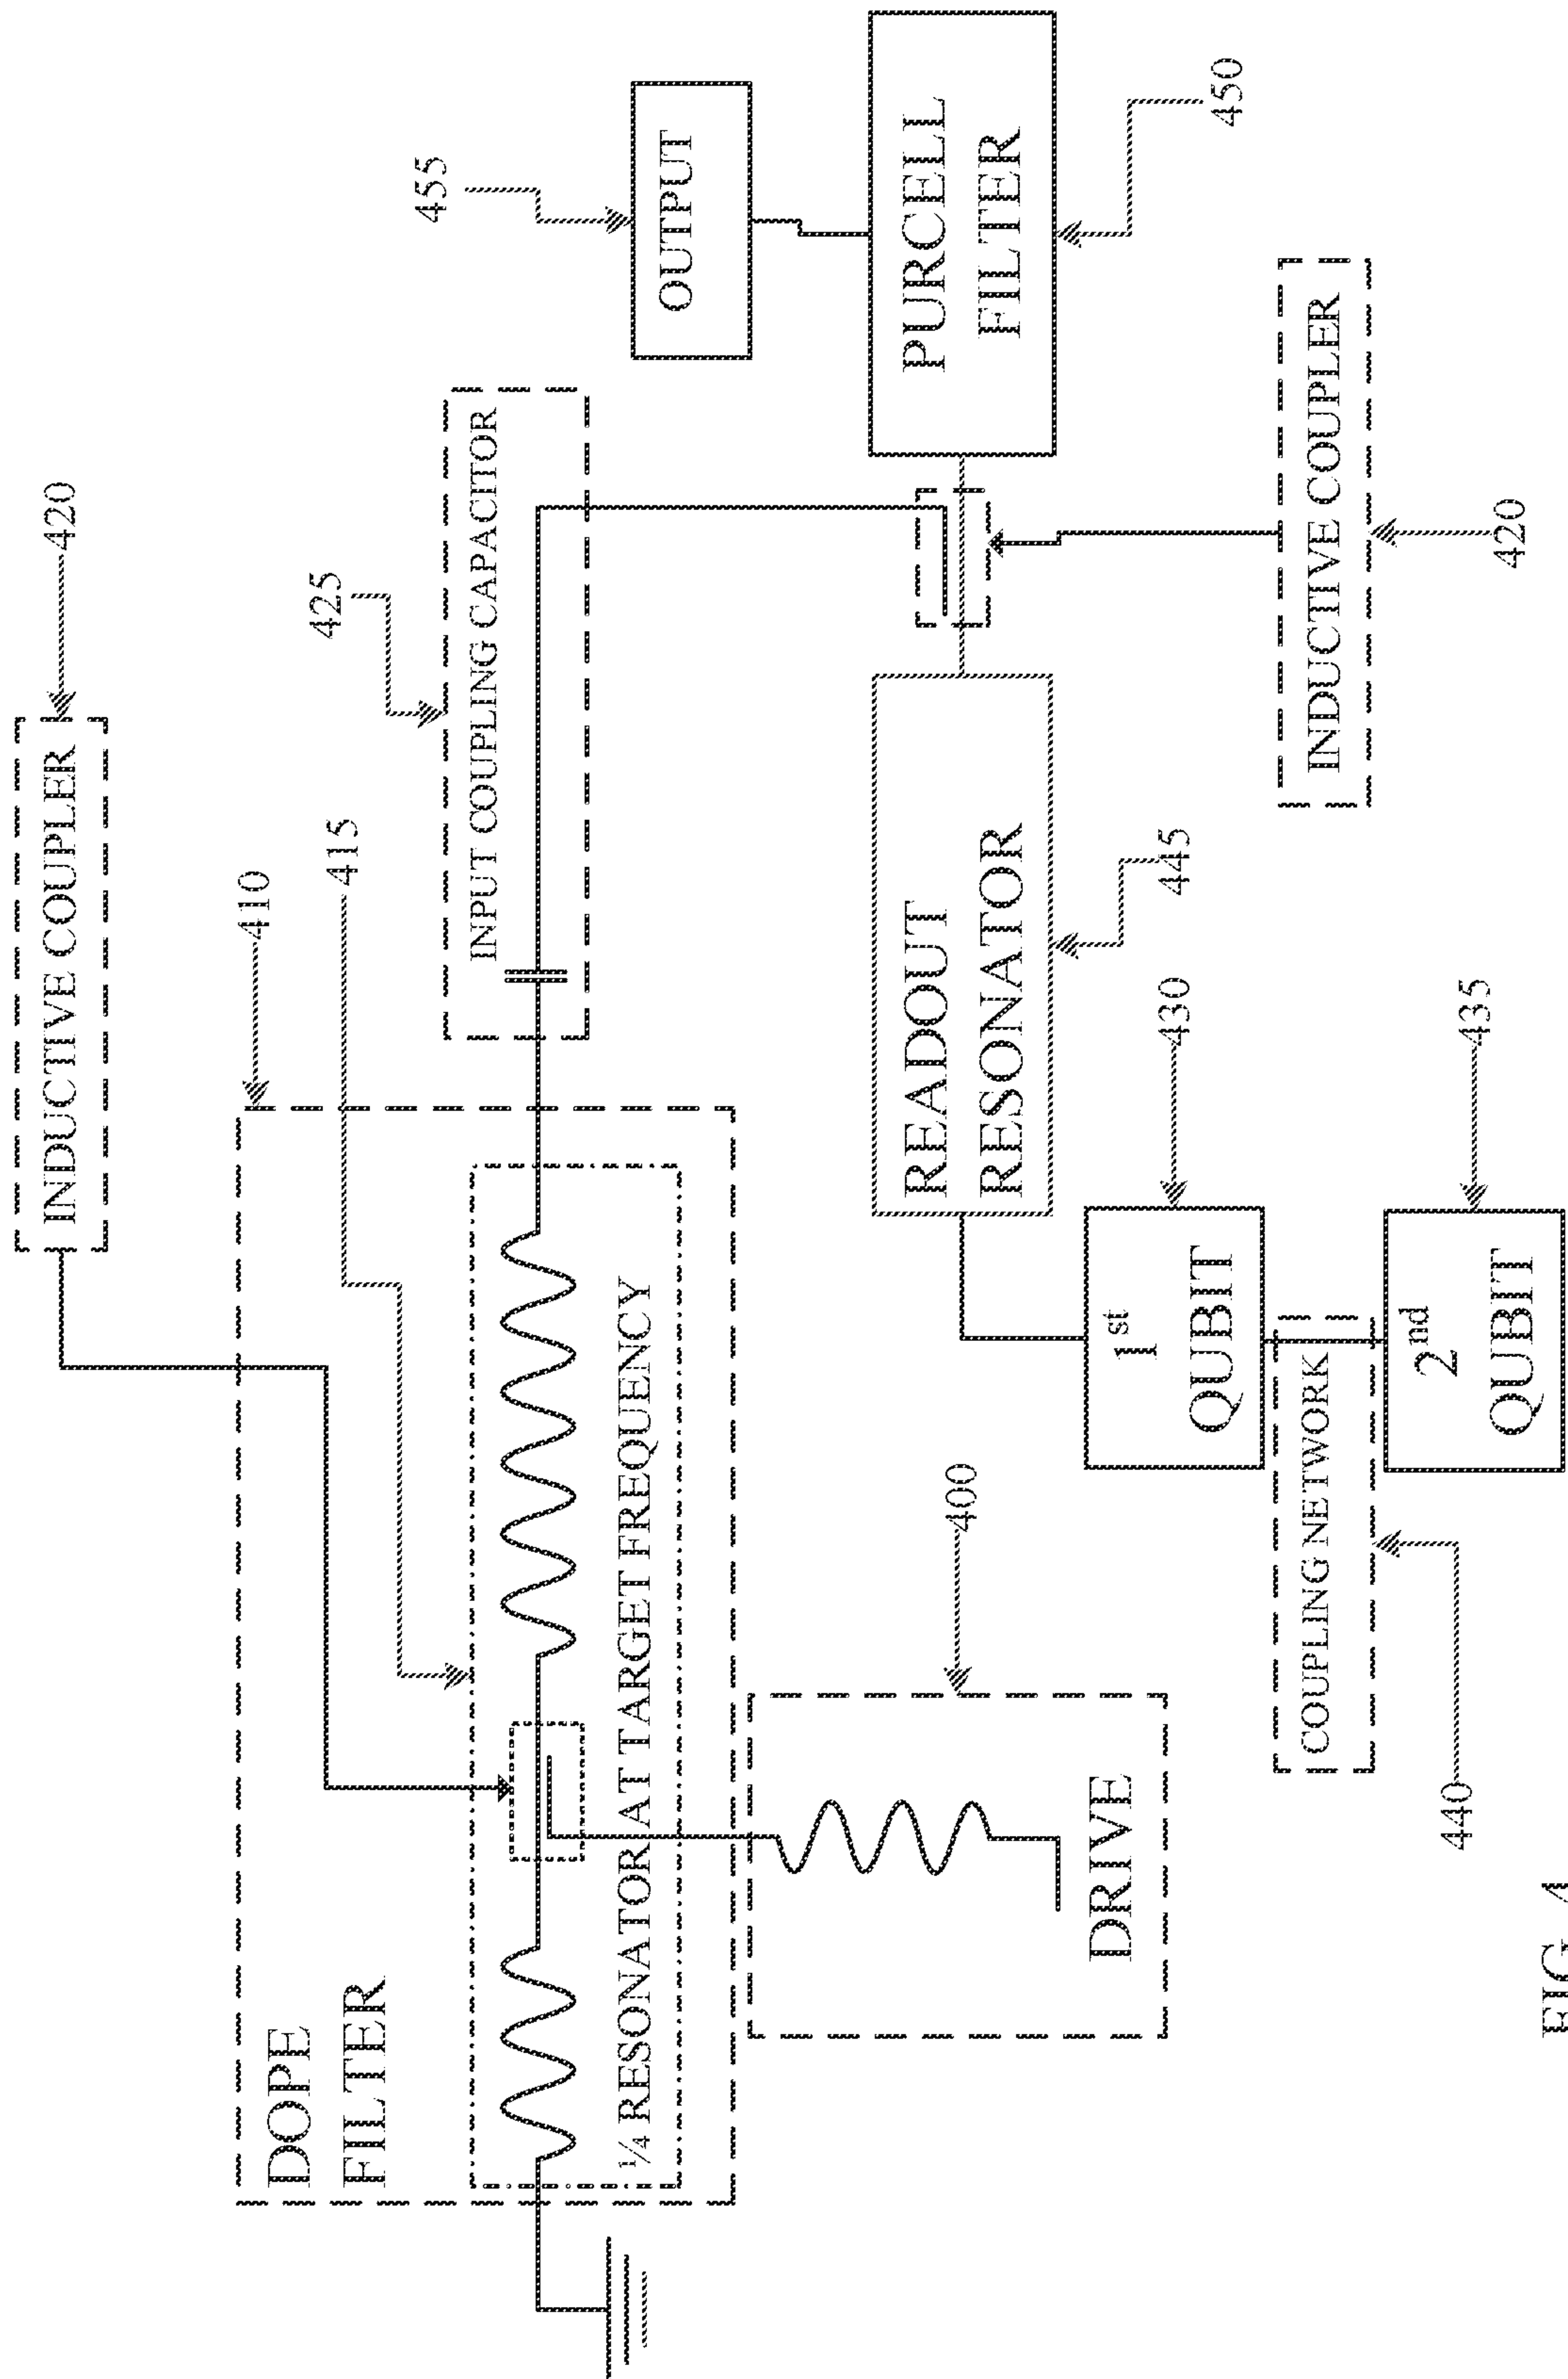 INDUCTIVE COUPLER
420
410
415
425
455
DOPE
FILTER
INPUT COUPLING CAPACITOR
OUTPUT
¼ RESONATOR AT TARGET FREQUENCY
400
DRIVE
READOUT
RESONATOR
445
PURCELL
FILTER
450
1st
QUBIT
430
INDUCTIVE COUPLER
420
COUPLING NETWORK
440
2nd
QUBIT
435
FIG. 4